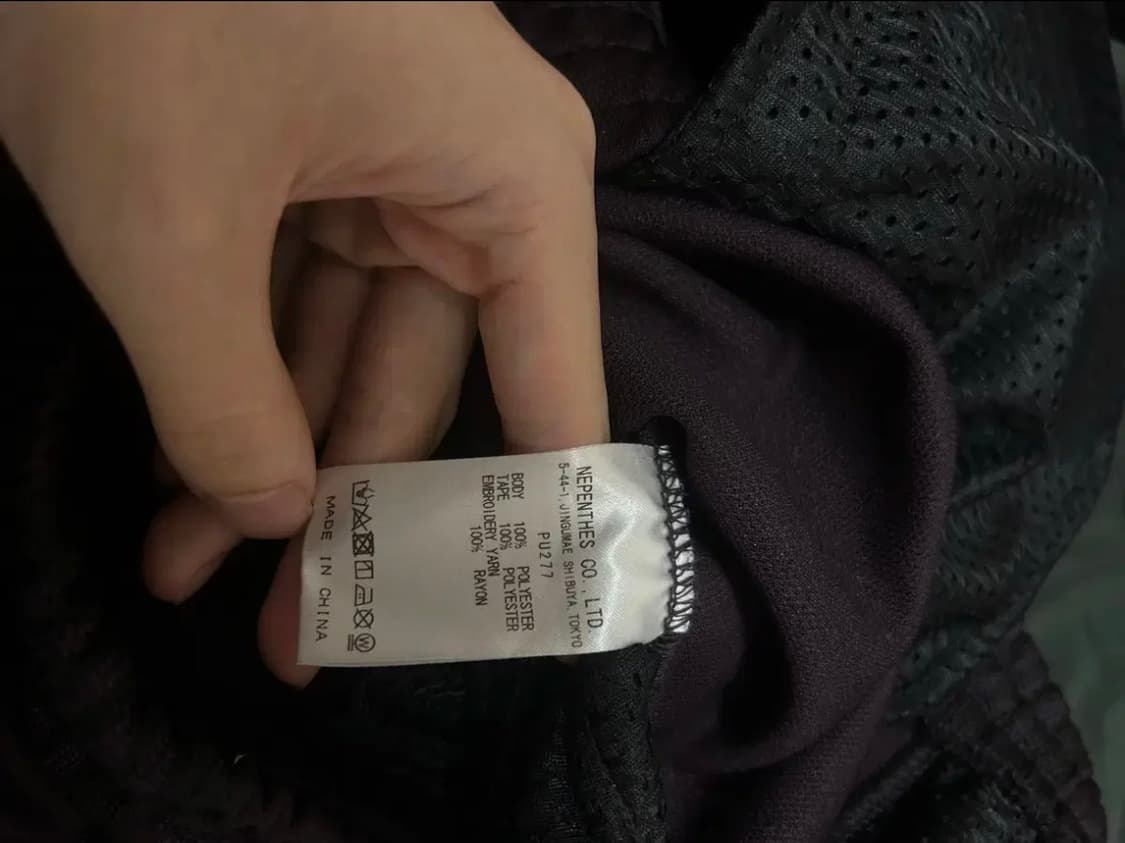 NEPENTHES CO., LTD.
5-44-1, JINGUMAE SHIBUYA, TOKYO
PU277
BODY 100% POLYESTER
TAPE 100% POLYESTER
EMBROIDERY YARN
100% RAYON
W
MADE IN CHINA